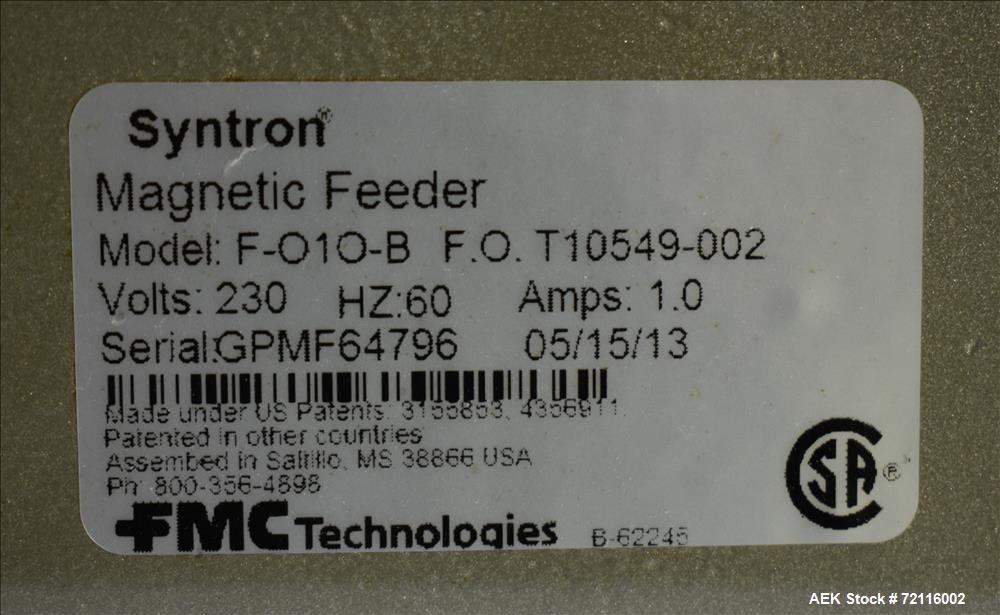 Syntron®
Magnetic Feeder
Model: F-O1O-B F.O. T10549-002
Volts: 230 HZ:60 Amps: 1.0
Serial:GPMF64796 05/15/13
Made under US Patents: 3155853, 4356911.
Patented in other countries
Assembed in Saltillo, MS 38866 USA
Ph: 800-356-4898
FMC Technologies B-62245
SA ®
AEK Stock # 72116002